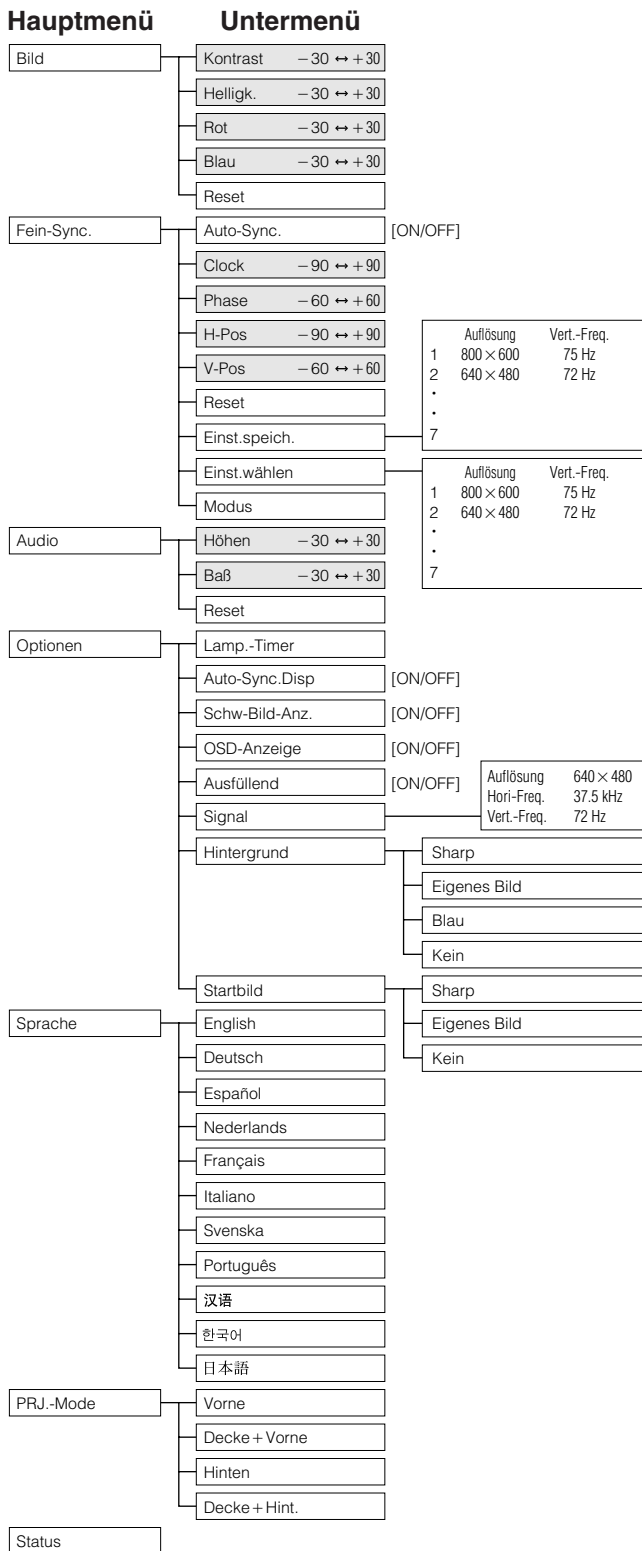 Hauptmenü Untermenü
Bild
Kontrast −30 ↔ +30
Helligk. −30 ↔ +30
Rot −30 ↔ +30
Blau −30 ↔ +30
Reset
Fein-Sync.
Auto-Sync. [ON/OFF]
Clock −90 ↔ +90
Phase −60 ↔ +60
H-Pos −90 ↔ +90
V-Pos −60 ↔ +60
Reset
Einst.speich.
Auflösung Vert.-Freq.
1 800 × 600 75 Hz
2 640 × 480 72 Hz
•
•
7
Einst.wählen
Auflösung Vert.-Freq.
1 800 × 600 75 Hz
2 640 × 480 72 Hz
•
•
7
Modus
Audio
Höhen −30 ↔ +30
Baß −30 ↔ +30
Reset
Optionen
Lamp.-Timer
Auto-Sync.Disp [ON/OFF]
Schw-Bild-Anz. [ON/OFF]
OSD-Anzeige [ON/OFF]
Ausfüllend [ON/OFF]
Signal
Auflösung 640 × 480
Hori-Freq. 37.5 kHz
Vert.-Freq. 72 Hz
Hintergrund
Sharp
Eigenes Bild
Blau
Kein
Startbild
Sharp
Eigenes Bild
Kein
Sprache
English
Deutsch
Español
Nederlands
Français
Italiano
Svenska
Português
汉语
한국어
日本語
PRJ.-Mode
Vorne
Decke+Vorne
Hinten
Decke+Hint.
Status